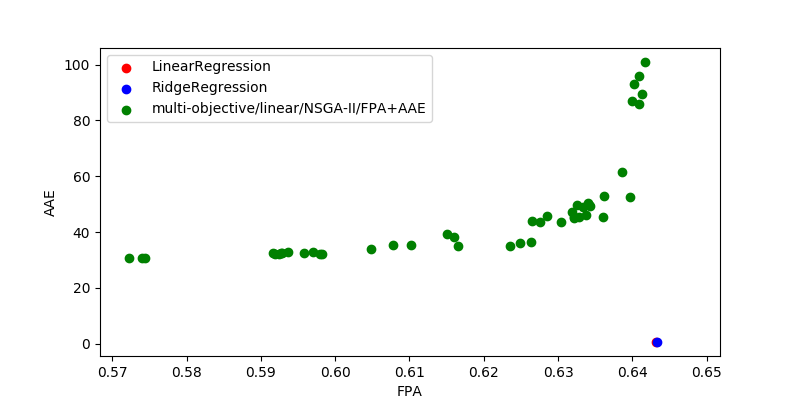 LinearRegression
RidgeRegression
multi-objective/linear/NSGA-II/FPA+AAE
100
80
60
40
20
0
AAE
0.57 0.58 0.59 0.60 0.61 0.62 0.63 0.64 0.65
FPA